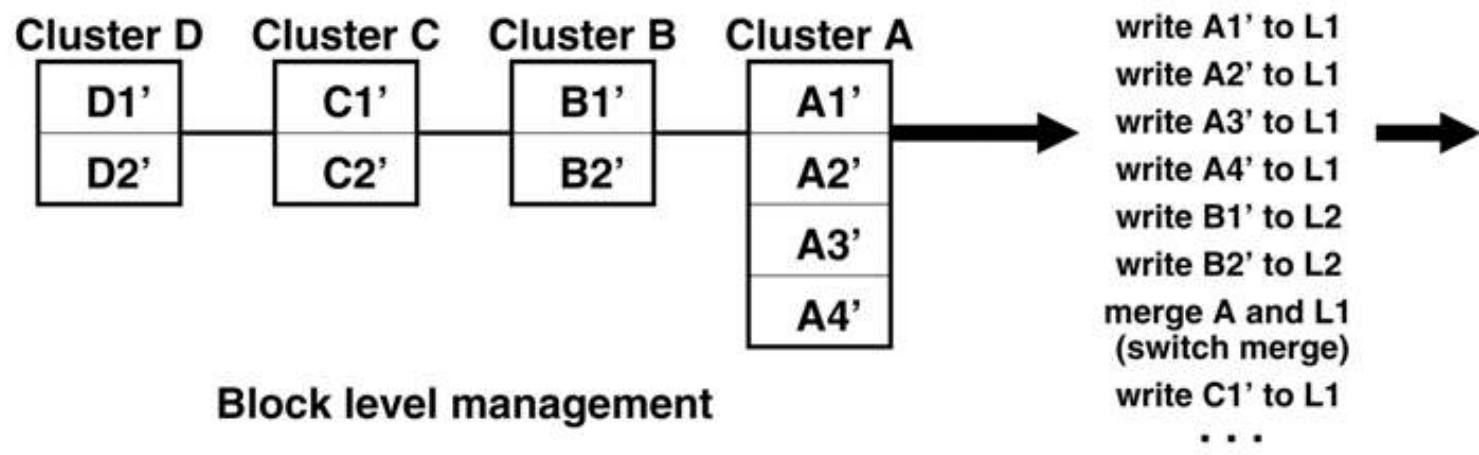 Cluster D Cluster C Cluster B Cluster A
D1’ C1’ B1’ A1’
D2’ C2’ B2’ A2’
A3’
A4’
Block level management
write A1’ to L1
write A2’ to L1
write A3’ to L1
write A4’ to L1
write B1’ to L2
write B2’ to L2
merge A and L1
(switch merge)
write C1’ to L1
. . .